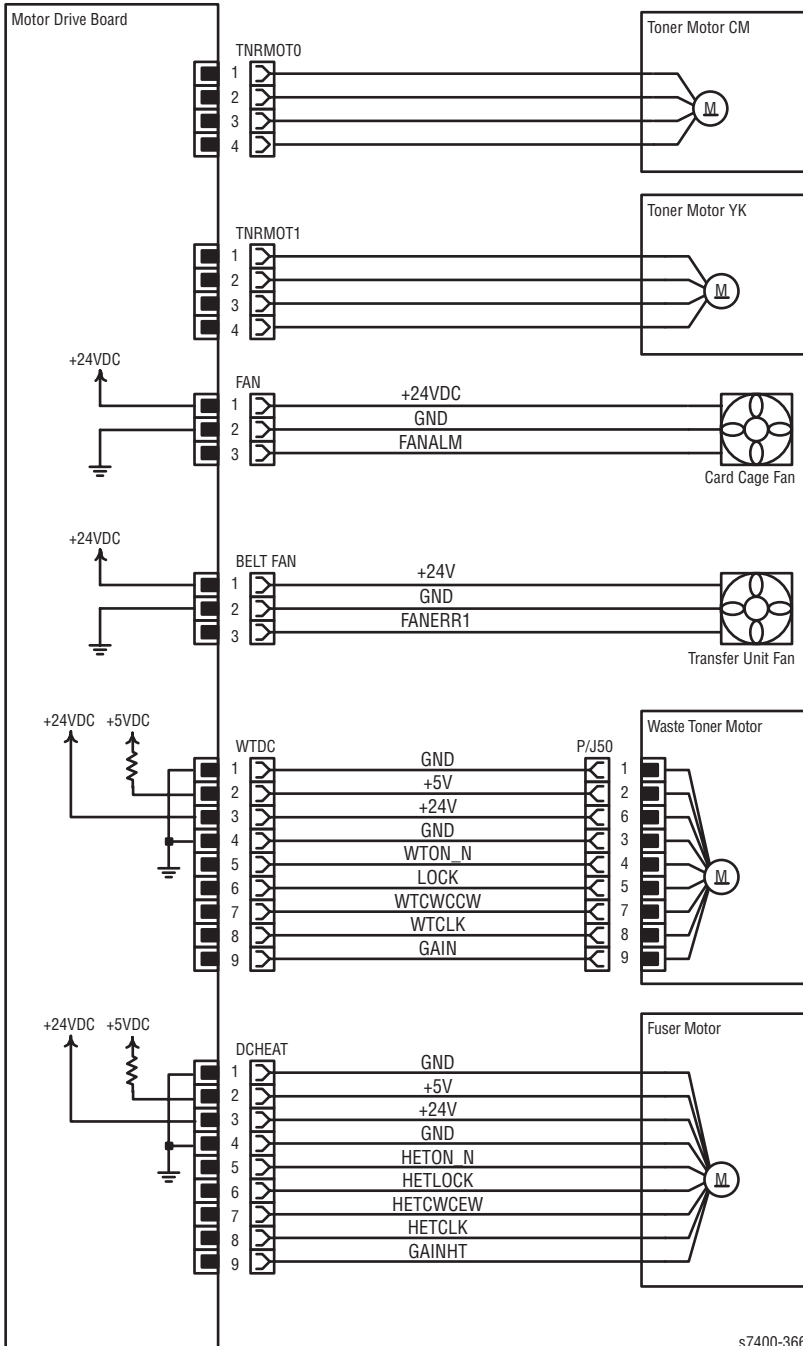 Motor Drive Board
Toner Motor CM
TNRMOT0
1
2
3
4
M
Toner Motor YK
TNRMOT1
1
2
3
4
M
+24VDC
FAN
1
2
3
+24VDC
GND
FANALM
Card Cage Fan
+24VDC
BELT FAN
1
2
3
+24V
GND
FANERR1
Transfer Unit Fan
+24VDC +5VDC
WTDC
P/J50
Waste Toner Motor
1 GND 1
2 +5V 2
3 +24V 6
4 GND 3
5 WTON_N 4
6 LOCK 5
7 WTCWCCW 7
8 WTCLK 8
9 GAIN 9
M
+24VDC +5VDC
DCHEAT
Fuser Motor
1 GND
2 +5V
3 +24V
4 GND
5 HETON_N
6 HETLOCK
7 HETCWCEW
8 HETCLK
9 GAINHT
M
s7400-366